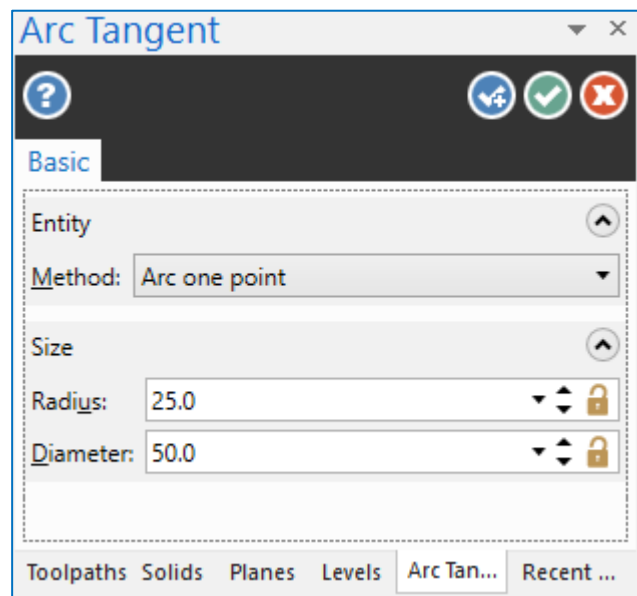 Arc Tangent
Basic
Entity
Method: Arc one point
Size
Radius: 25.0
Diameter: 50.0
Toolpaths Solids Planes Levels Arc Tan... Recent ...